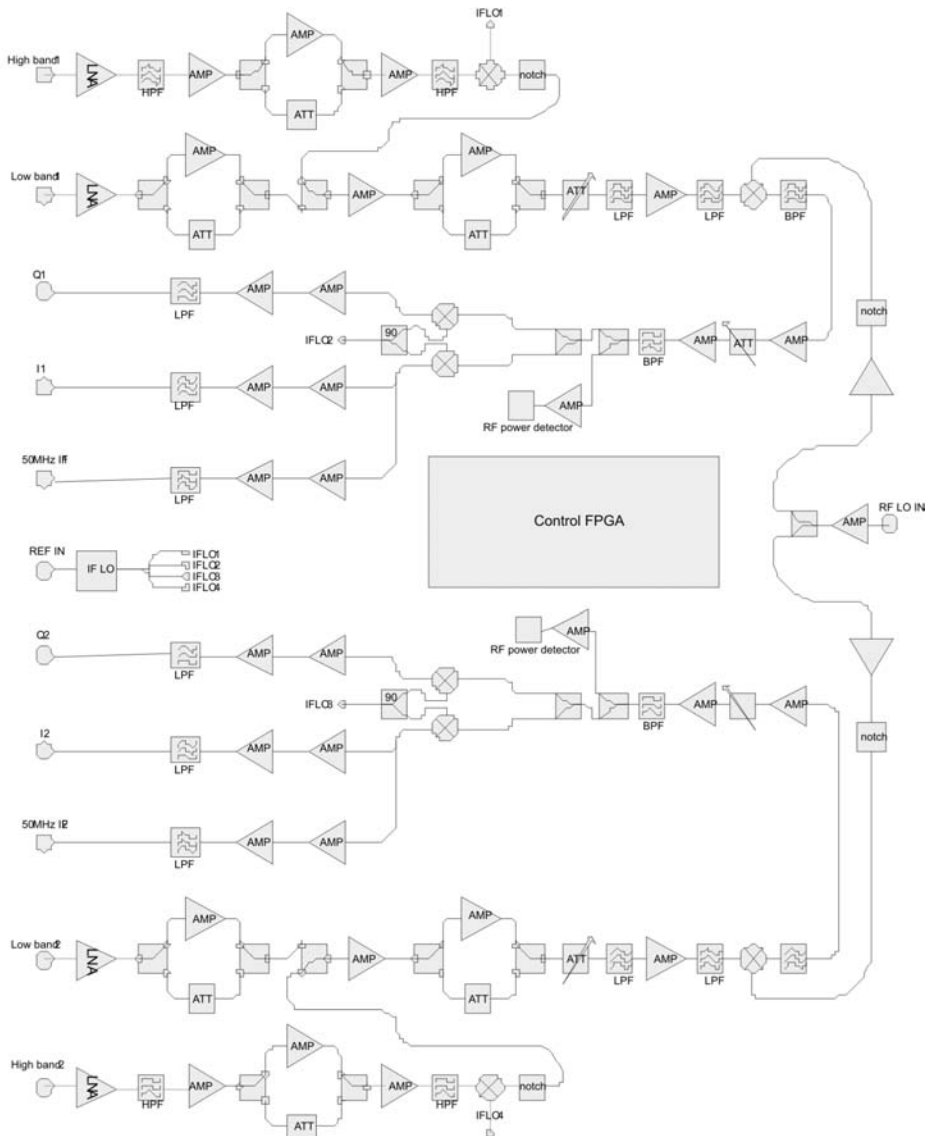 IFLO1
AMP
High band1
LNA
HPF
AMP
AMP
HPF
notch
ATT
AMP
AMP
Low band1
LNA
AMP
ATT
LPF
AMP
LPF
BPF
ATT
ATT
Q1
LPF
AMP
AMP
notch
IFLO2
90
BPF
AMP
ATT
AMP
I1
LPF
AMP
AMP
AMP
RF power detector
50MHz IF1
LPF
AMP
AMP
Control FPGA
RF LO IN
AMP
REF IN
IF LO
IFLO1
IFLO2
IFLO3
IFLO4
Q2
LPF
AMP
AMP
AMP
RF power detector
IFLO3
90
BPF
AMP
AMP
I2
LPF
AMP
AMP
notch
50MHz IF2
LPF
AMP
AMP
AMP
AMP
Low band2
LNA
AMP
ATT
LPF
AMP
LPF
ATT
ATT
AMP
High band2
LNA
HPF
AMP
AMP
HPF
notch
IFLO4
ATT